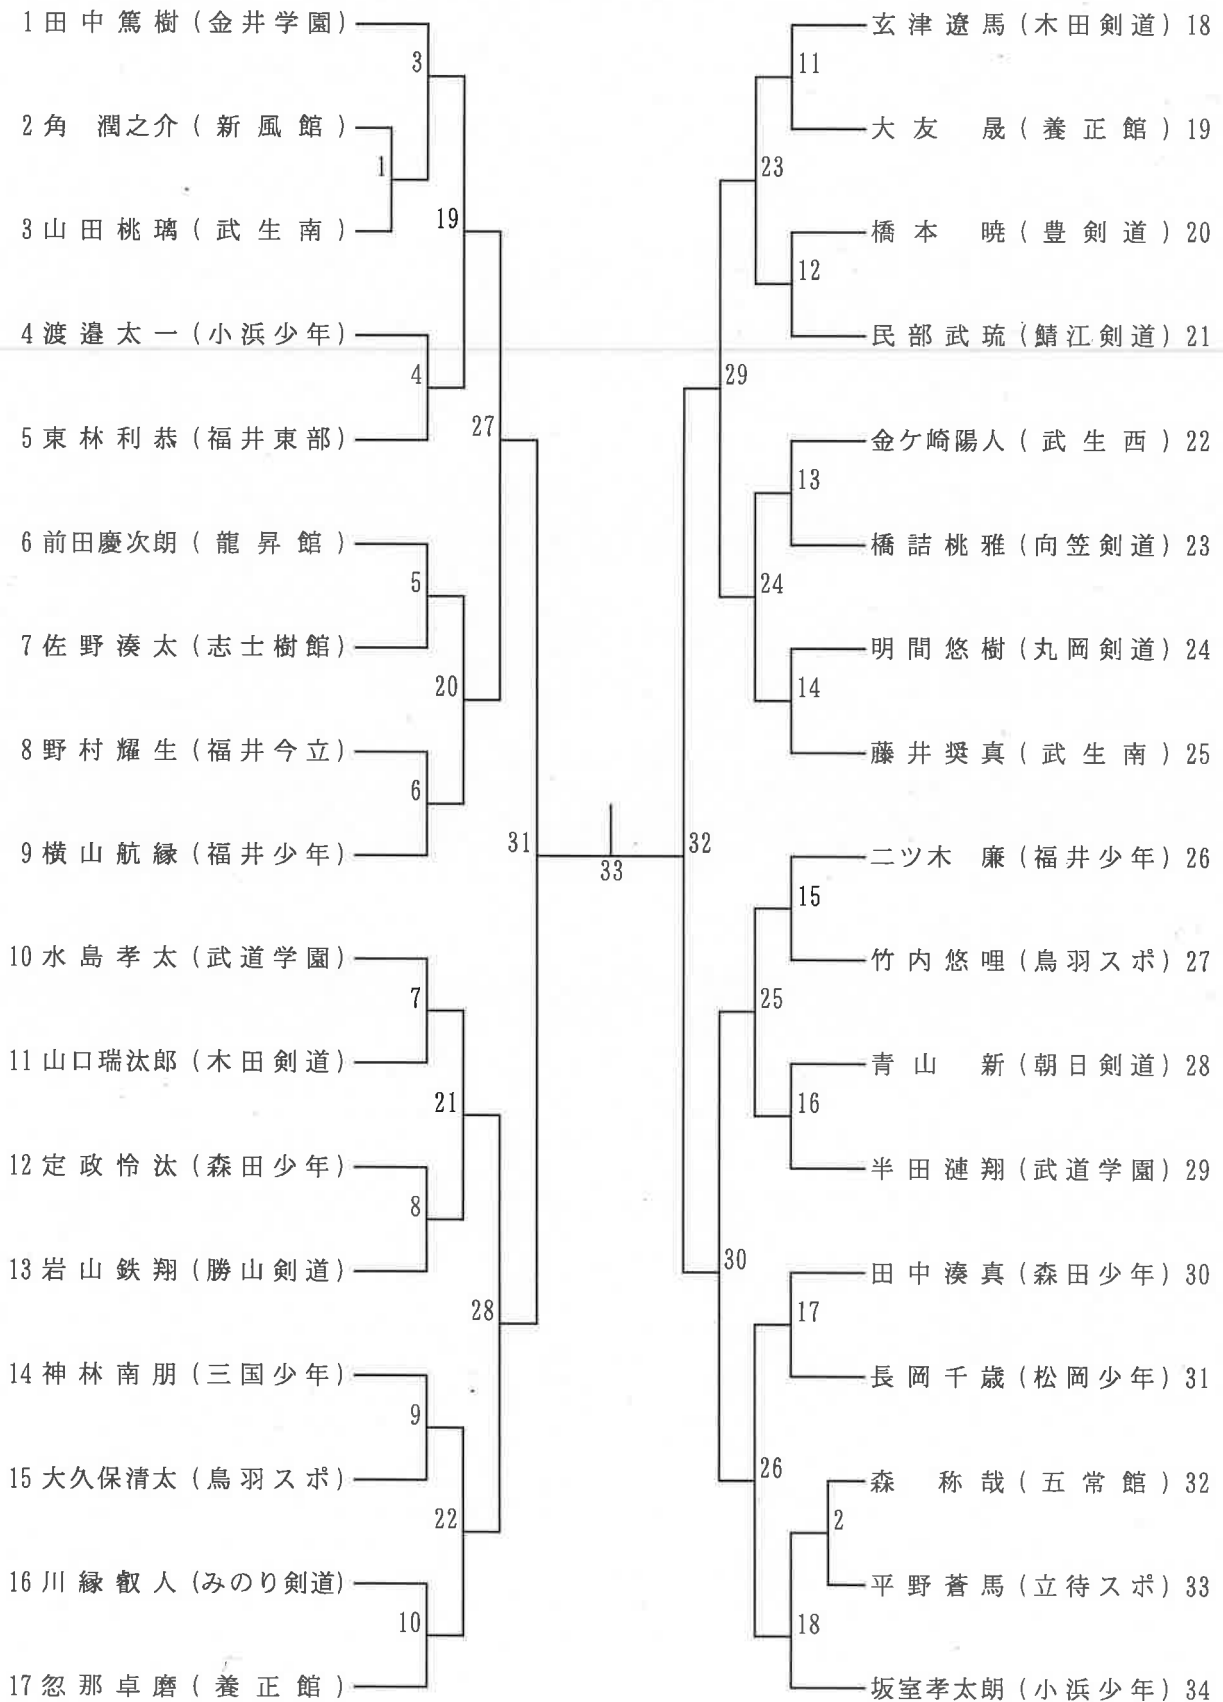 1 田中篤樹 (金井学園)
3
2 角 潤之介 (新風館)
1
3 山田桃璃 (武生南)
19
4 渡邉太一 (小浜少年)
4
5 東林利恭 (福井東部)
27
6 前田慶次朗 (龍昇館)
5
7 佐野湊太 (志士樹館)
20
8 野村耀生 (福井今立)
6
9 横山航縁 (福井少年)
31
33
10 水島孝太 (武道学園)
7
11 山口瑞汰郎 (木田剣道)
21
12 定政怜汰 (森田少年)
8
13 岩山鉄翔 (勝山剣道)
28
14 神林南朋 (三国少年)
9
15 大久保清太 (鳥羽スポ)
22
16 川縁叡人 (みのり剣道)
10
17 忽那卓磨 (養正館)
玄津遼馬 (木田剣道) 18
11
大友 晟 (養正館) 19
23
橋本 暁 (豊剣道) 20
12
民部武琉 (鯖江剣道) 21
29
金ケ崎陽人 (武生西) 22
13
橋詰桃雅 (向笠剣道) 23
24
明間悠樹 (丸岡剣道) 24
14
藤井奨真 (武生南) 25
32
二ツ木 廉 (福井少年) 26
15
竹内悠哩 (鳥羽スポ) 27
25
青山 新 (朝日剣道) 28
16
半田漣翔 (武道学園) 29
30
田中湊真 (森田少年) 30
17
長岡千歳 (松岡少年) 31
26
森 称哉 (五常館) 32
2
平野蒼馬 (立待スポ) 33
18
坂室孝太朗 (小浜少年) 34